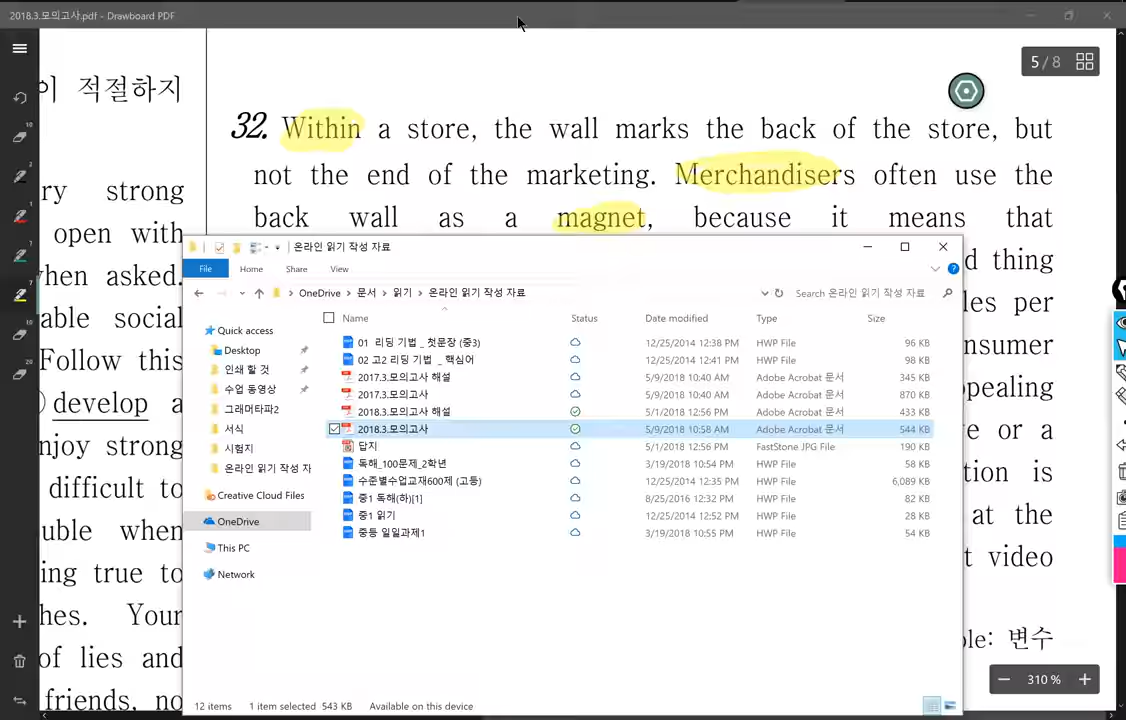 2018.3.모의고사.pdf - Drawboard PDF
5 / 8
이 적절하지
32. Within a store, the wall marks the back of the store, but
not the end of the marketing. Merchandisers often use the
back wall as a magnet, because it means that
ry strong
open with
when asked.
able social
Follow this
develop a
njoy strong
difficult to
uble when
ing true to
hes. Your
of lies and
friends, no
d thing
les per
nsumer
pealing
e or a
tion is
at the
t video
ble: 변수
온라인 읽기 작성 자료
File Home Share View
OneDrive > 문서 > 읽기 > 온라인 읽기 작성 자료
Search 온라인 읽기 작성 자료
Quick access
Desktop
인쇄 할 것
수업 동영상
그래머타파2
서식
시험지
온라인 읽기 작성 자
Creative Cloud Files
OneDrive
This PC
Network
Name Status Date modified Type Size
01 리딩 기법 _ 첫문장 (중3) 12/25/2014 12:38 PM HWP File 96 KB
02 고2 리딩 기법 _ 핵심어 12/25/2014 12:41 PM HWP File 98 KB
2017.3.모의고사 해설 5/9/2018 10:40 AM Adobe Acrobat 문서 345 KB
2017.3.모의고사 5/9/2018 10:40 AM Adobe Acrobat 문서 870 KB
2018.3.모의고사 해설 5/1/2018 12:56 PM Adobe Acrobat 문서 433 KB
2018.3.모의고사 5/9/2018 10:58 AM Adobe Acrobat 문서 544 KB
답지 5/1/2018 12:56 PM FastStone JPG File 190 KB
독해_100문제_2학년 3/19/2018 10:54 PM HWP File 58 KB
수준별수업교재600제 (고등) 12/25/2014 12:35 PM HWP File 6,089 KB
중1 독해(하)[1] 8/25/2016 12:32 PM HWP File 82 KB
중1 읽기 12/25/2014 12:52 PM HWP File 28 KB
중등 일일과제1 3/19/2018 10:55 PM HWP File 54 KB
12 items 1 item selected 543 KB Available on this device
310 %